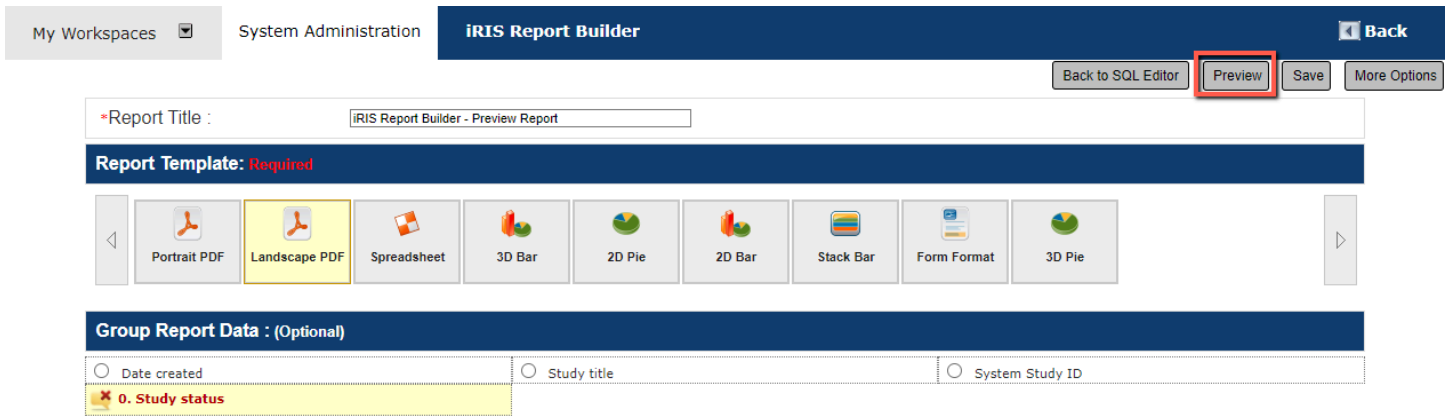 My Workspaces System Administration iRIS Report Builder Back
Back to SQL Editor Preview Save More Options
*Report Title : iRIS Report Builder - Preview Report
Report Template: Required
Portrait PDF Landscape PDF Spreadsheet 3D Bar 2D Pie 2D Bar Stack Bar Form Format 3D Pie
Group Report Data : (Optional)
Date created Study title System Study ID
0. Study status